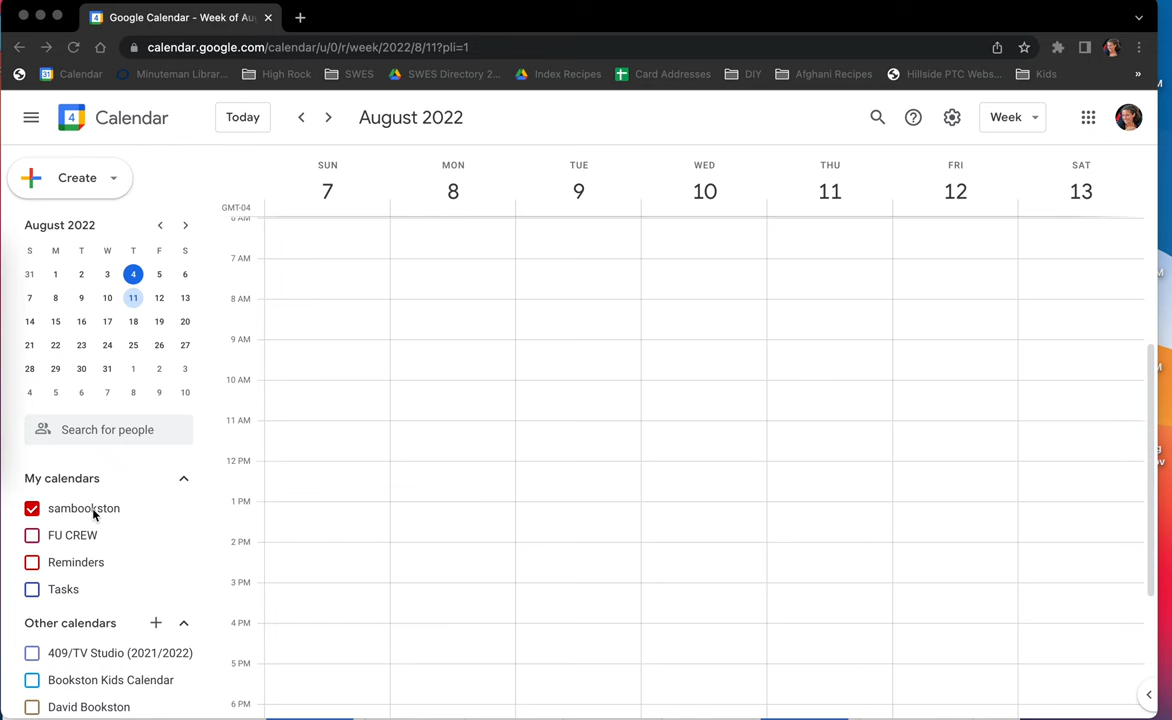 4 Google Calendar - Week of Au
calendar.google.com/calendar/u/0/r/week/2022/8/11?pli=1
31 Calendar Minuteman Librar... High Rock SWES SWES Directory 2... Index Recipes Card Addresses DIY Afghani Recipes Hillside PTC Webs... Kids »
4 Calendar Today August 2022 Week
Create
SUN MON TUE WED THU FRI SAT
7 8 9 10 11 12 13
GMT-04
August 2022
S M T W T F S
31 1 2 3 4 5 6
7 8 9 10 11 12 13
14 15 16 17 18 19 20
21 22 23 24 25 26 27
28 29 30 31 1 2 3
4 5 6 7 8 9 10
Search for people
My calendars
sambookston
FU CREW
Reminders
Tasks
Other calendars
409/TV Studio (2021/2022)
Bookston Kids Calendar
David Bookston
6 AM
7 AM
8 AM
9 AM
10 AM
11 AM
12 PM
1 PM
2 PM
3 PM
4 PM
5 PM
6 PM